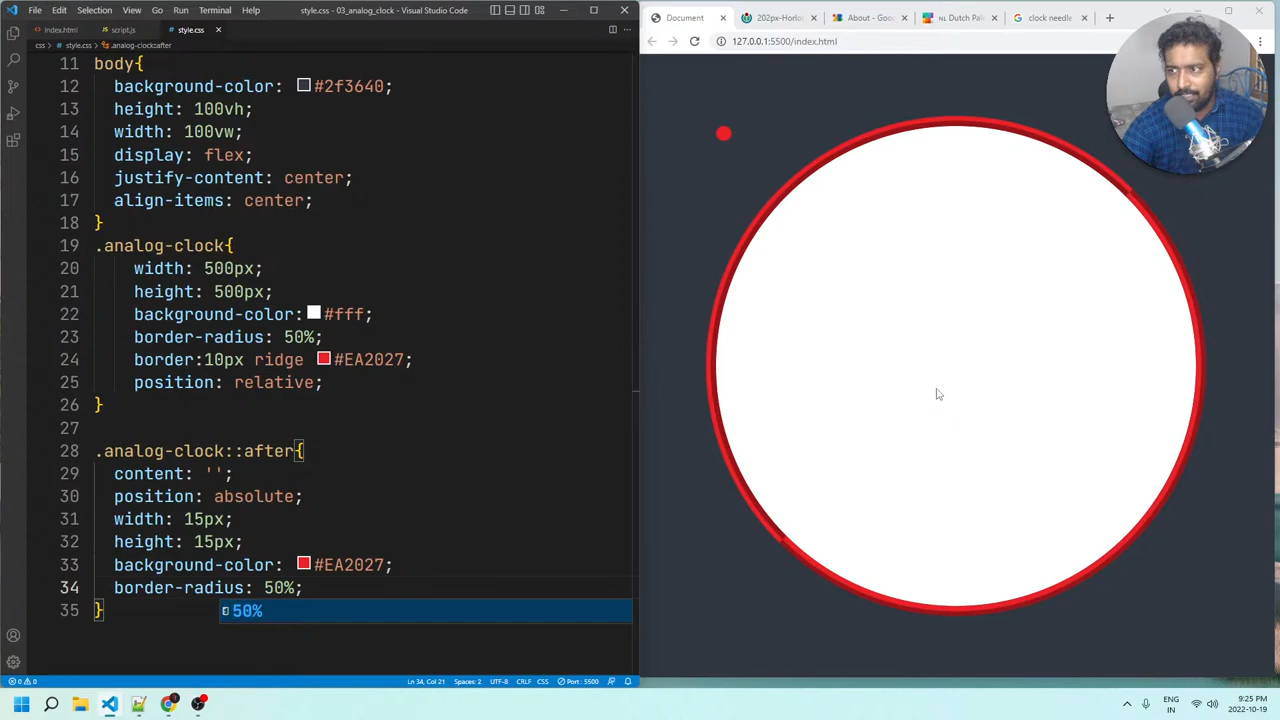 File Edit Selection View Go Run Terminal Help style.css - 03_analog_clock - Visual Studio Code
index.html script.js style.css
css > style.css > .analog-clock::after
11 body{
12 background-color: #2f3640;
13 height: 100vh;
14 width: 100vw;
15 display: flex;
16 justify-content: center;
17 align-items: center;
18 }
19 .analog-clock{
20 width: 500px;
21 height: 500px;
22 background-color: #fff;
23 border-radius: 50%;
24 border:10px ridge #EA2027;
25 position: relative;
26 }
27
28 .analog-clock::after{
29 content: '';
30 position: absolute;
31 width: 15px;
32 height: 15px;
33 background-color: #EA2027;
34 border-radius: 50%;
35 }
50%
0 0
Ln 34, Col 21 Spaces: 2 UTF-8 CRLF CSS Port : 5500
Document 202px-Horlo About - Goo NL Dutch Pale clock needle
127.0.0.1:5500/index.html
ENG
IN
9:25 PM
2022-10-19